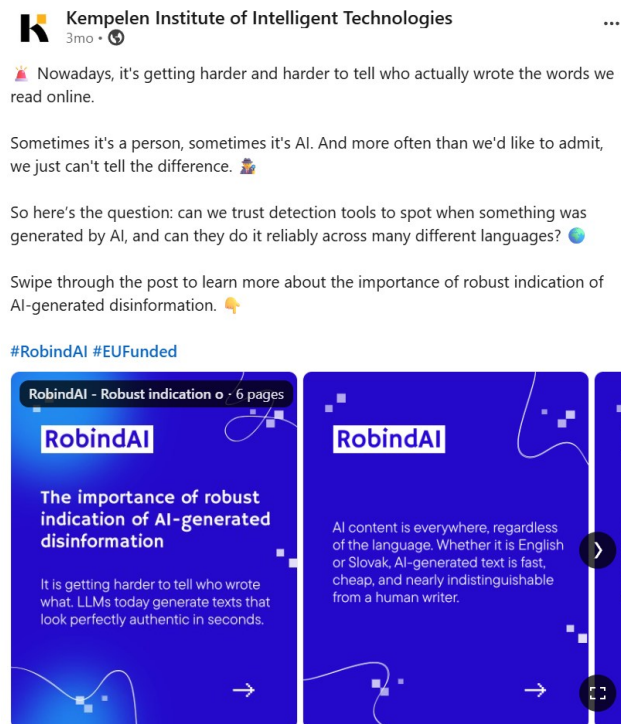 Kempelen Institute of Intelligent Technologies
3mo •
🚨 Nowadays, it's getting harder and harder to tell who actually wrote the words we
read online.
Sometimes it's a person, sometimes it's AI. And more often than we'd like to admit,
we just can't tell the difference. 🕵️
So here’s the question: can we trust detection tools to spot when something was
generated by AI, and can they do it reliably across many different languages? 🌍
Swipe through the post to learn more about the importance of robust indication of
AI-generated disinformation. 👇
#RobindAI #EUFunded
RobindAI - Robust indication o · 6 pages
RobindAI
The importance of robust
indication of AI-generated
disinformation
It is getting harder to tell who wrote
what. LLMs today generate texts that
look perfectly authentic in seconds.
RobindAI
AI content is everywhere, regardless
of the language. Whether it is English
or Slovak, AI-generated text is fast,
cheap, and nearly indistinguishable
from a human writer.